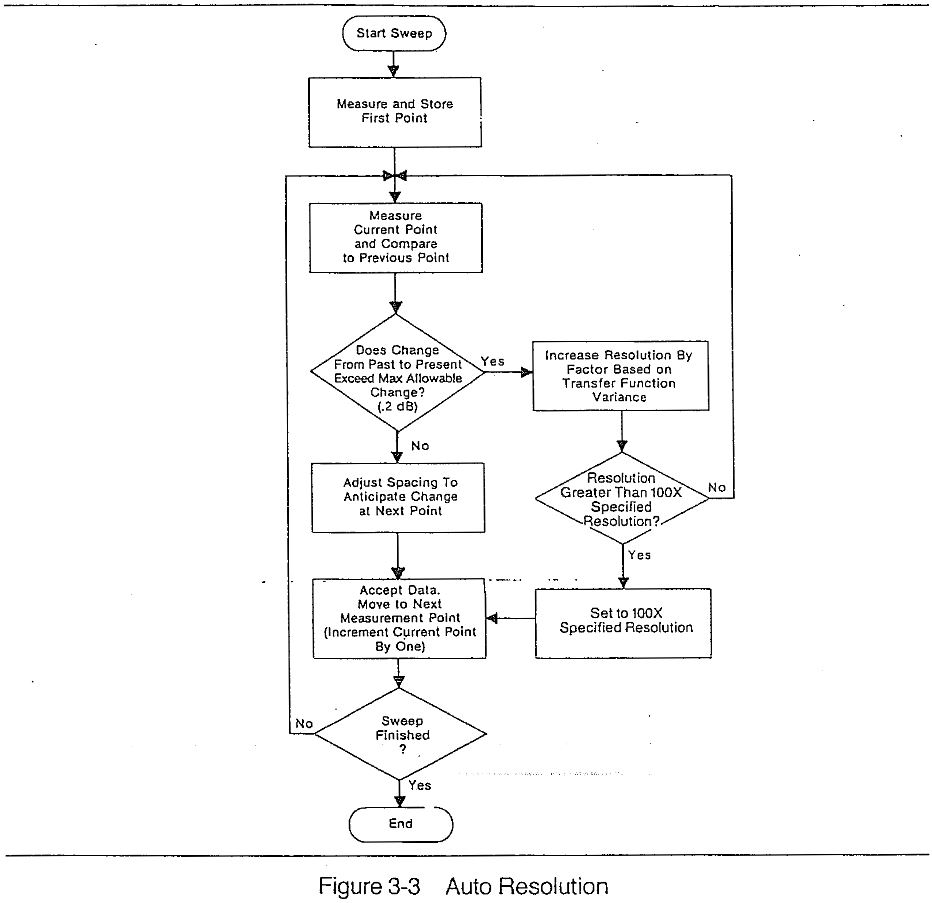 Start Sweep
Measure and Store
First Point
Measure
Current Point
and Compare
to Previous Point
Does Change
From Past to Present
Exceed Max Allowable
Change?
(.2 dB)
Yes
Increase Resolution By
Factor Based on
Transfer Function
Variance
No
Adjust Spacing To
Anticipate Change
at Next Point
Resolution
Greater Than 100X
Specified
Resolution?
No
Yes
Accept Data.
Move to Next
Measurement Point
(Increment Current Point
By One)
Set to 100X
Specified Resolution
No
Sweep
Finished
?
Yes
End
Figure 3-3 Auto Resolution